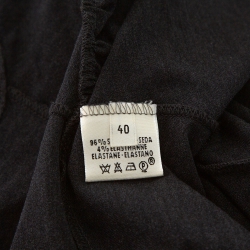 40
96% S SEDA
4% ELASTHANNE
ELASTANE-ELASTANO
P